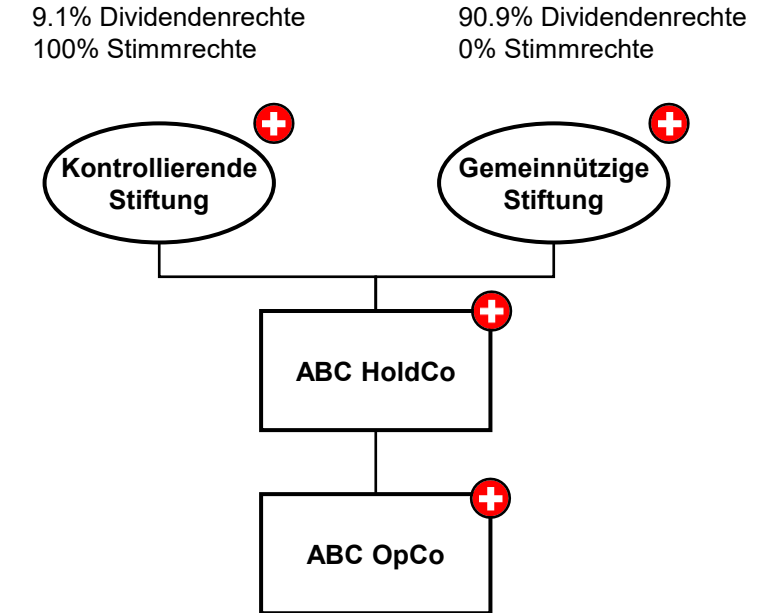 9.1% Dividendenrechte
100% Stimmrechte
90.9% Dividendenrechte
0% Stimmrechte
Kontrollierende
Stiftung
Gemeinnützige
Stiftung
ABC HoldCo
ABC OpCo